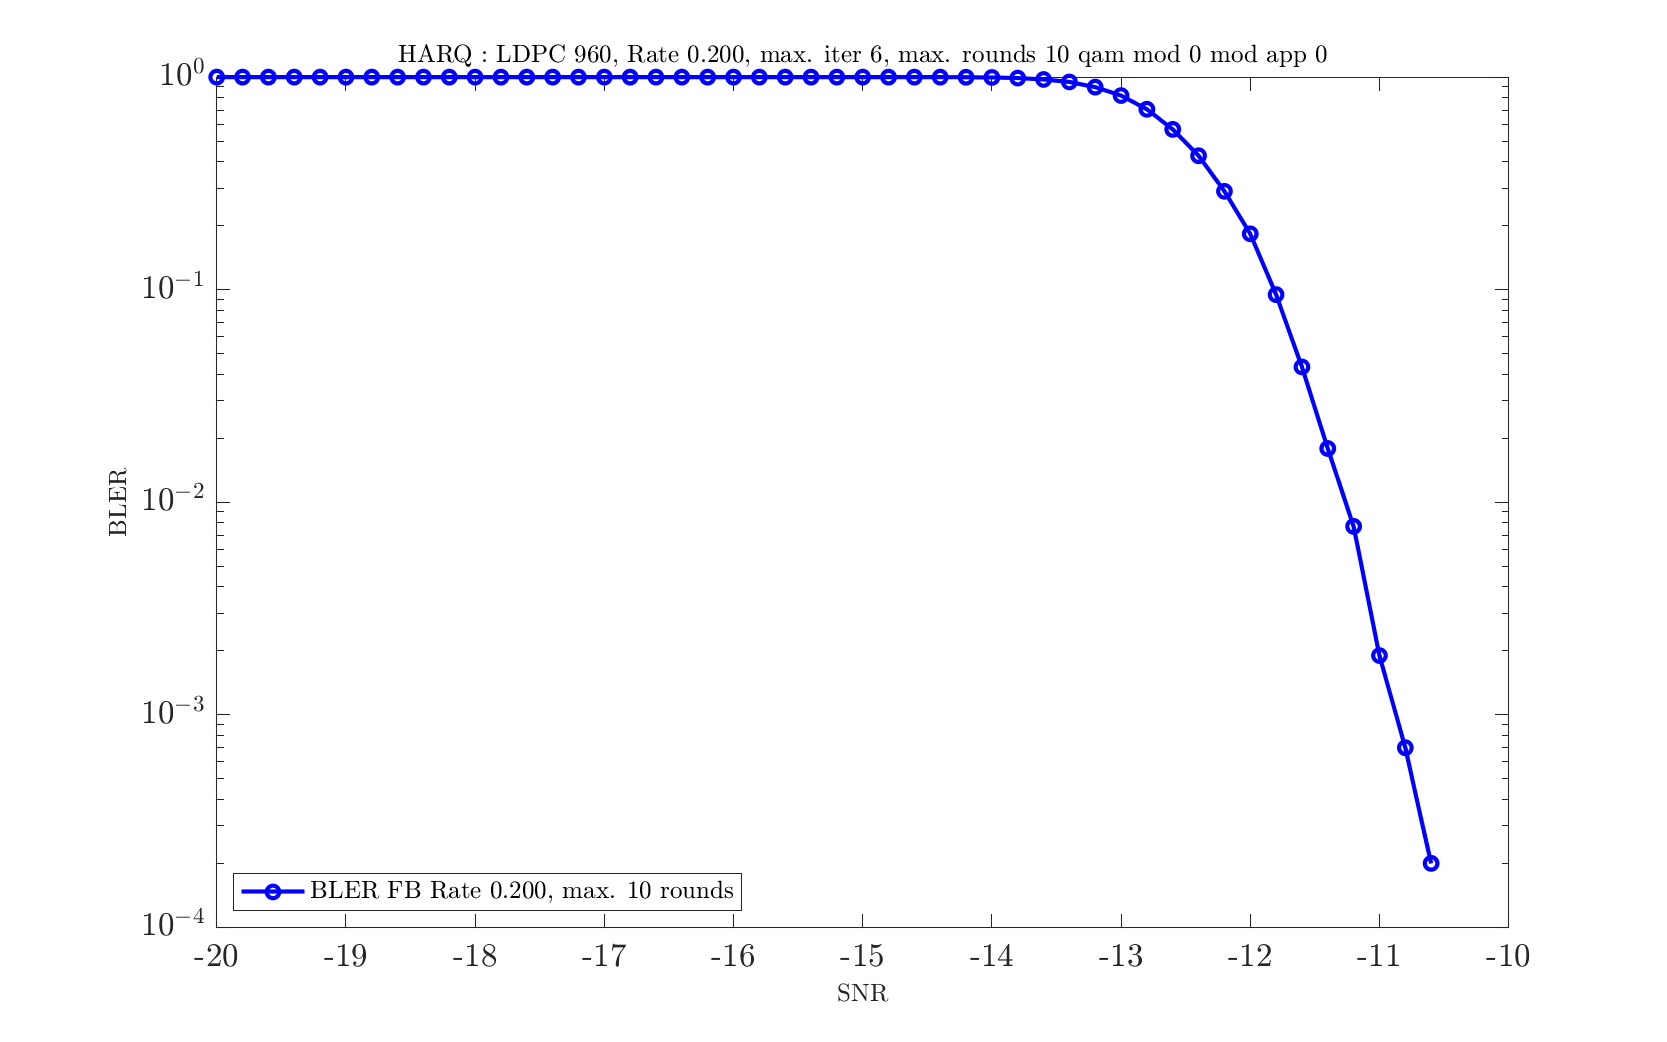 HARQ : LDPC 960, Rate 0.200, max. iter 6, max. rounds 10 qam mod 0 mod app 0
10⁰
10⁻¹
10⁻²
10⁻³
10⁻⁴
BLER
BLER FB Rate 0.200, max. 10 rounds
-20 -19 -18 -17 -16 -15 -14 -13 -12 -11 -10
SNR